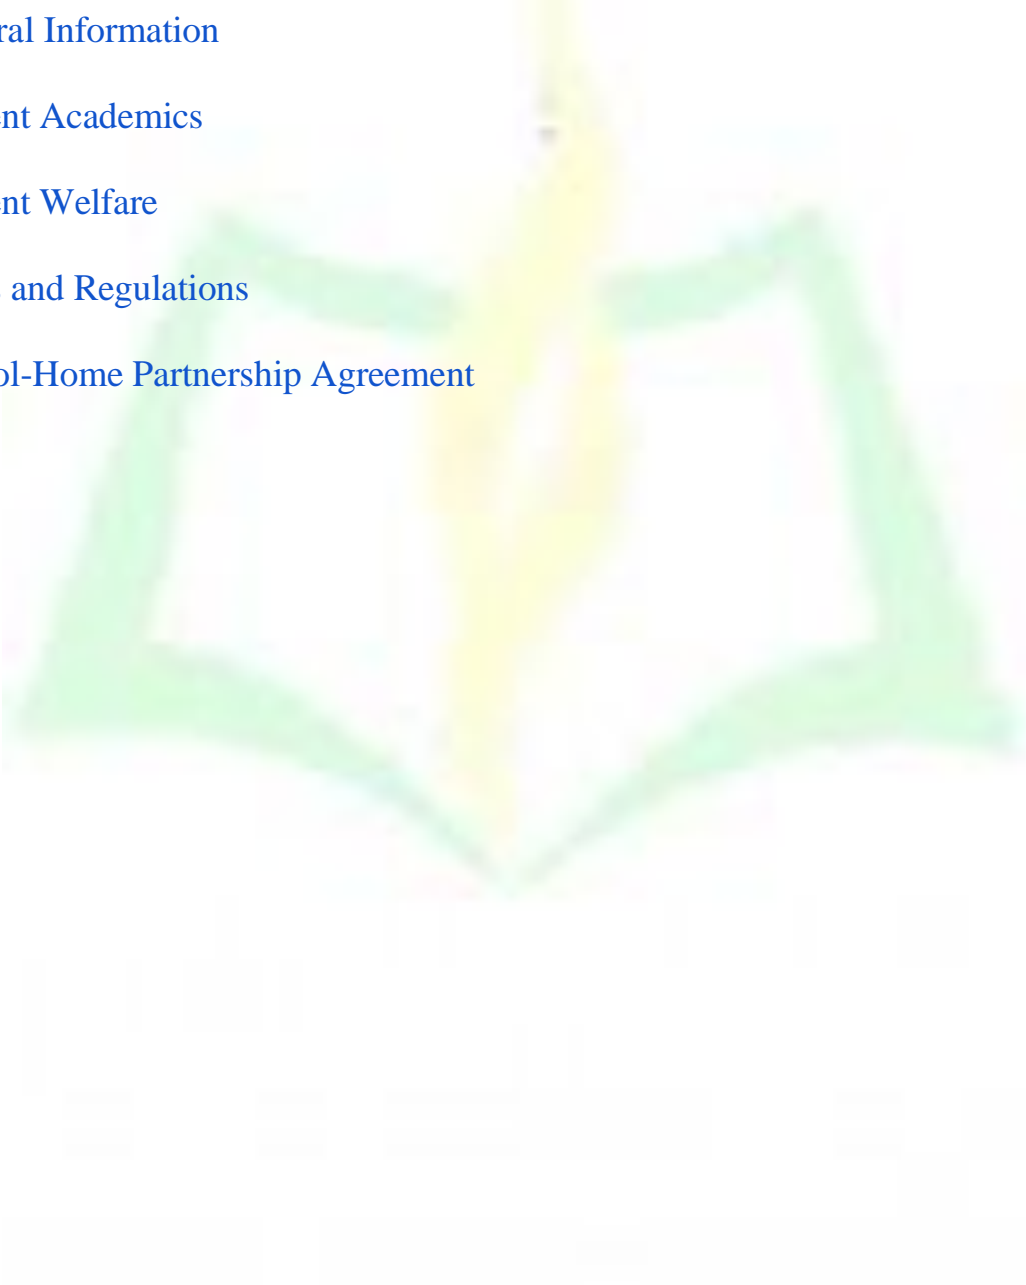 ral Information
nt Academics
nt Welfare
and Regulations
ol-Home Partnership Agreement